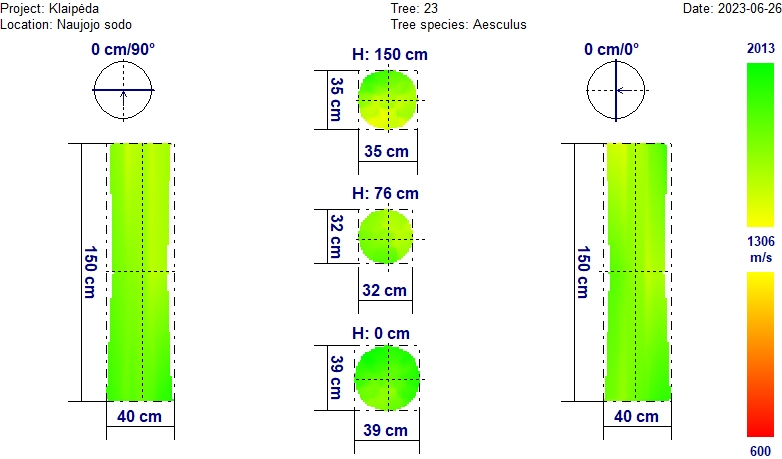 Project: Klaipėda
Tree: 23
Date: 2023-06-26
Location: Naujojo sodo
Tree species: Aesculus
0 cm/90°
H: 150 cm
0 cm/0°
2013
35 cm
35 cm
H: 76 cm
32 cm
32 cm
150 cm
150 cm
1306
m/s
H: 0 cm
39 cm
39 cm
40 cm
40 cm
600